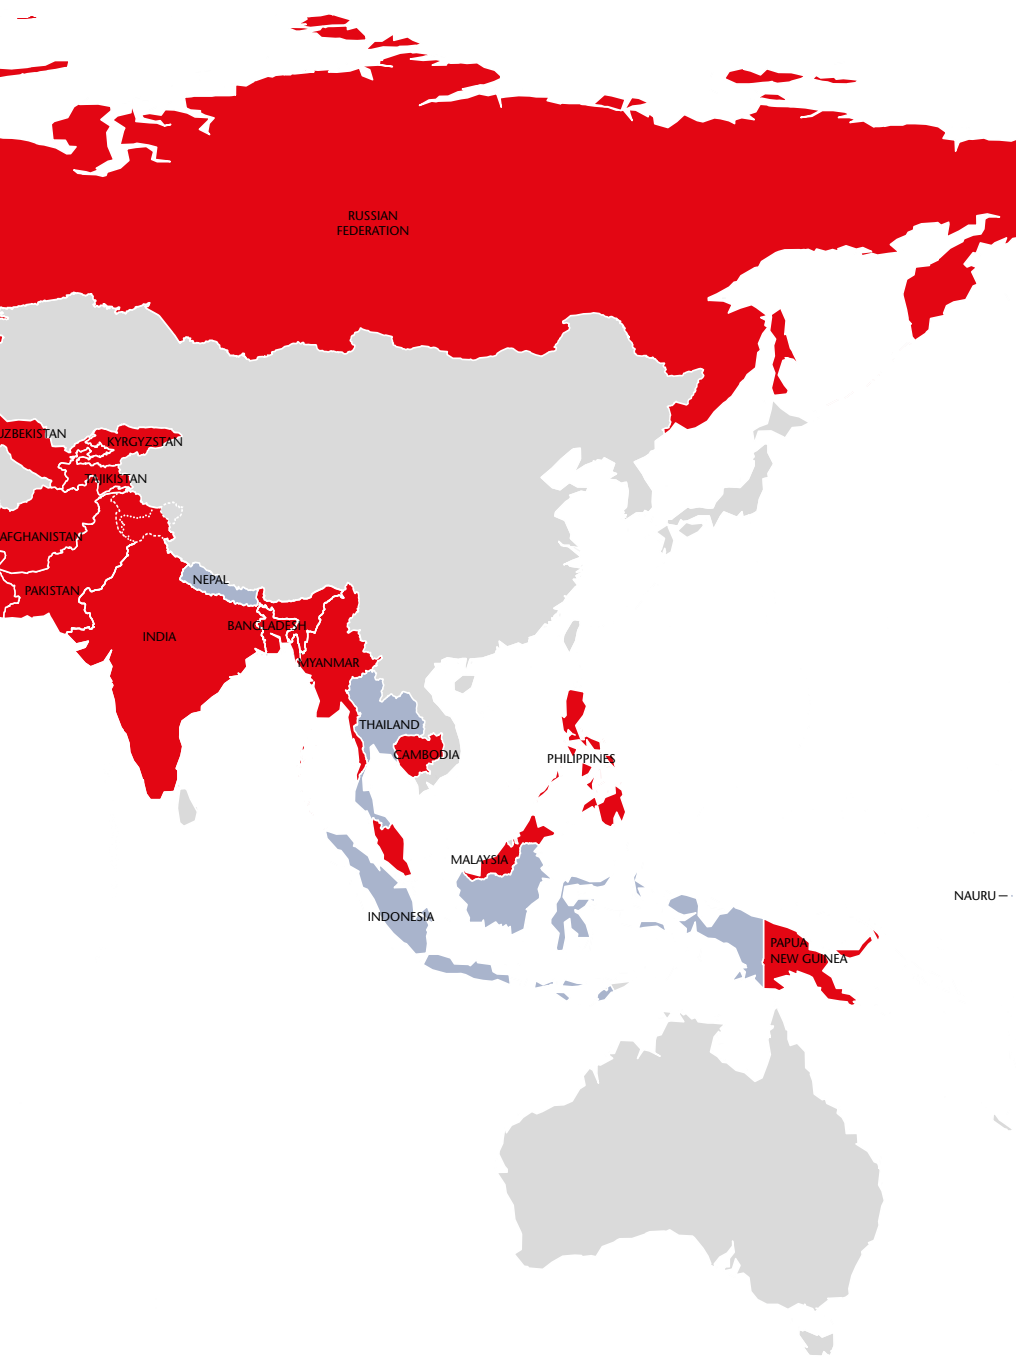 RUSSIAN
FEDERATION
UZBEKISTAN
KYRGYZSTAN
TAJIKISTAN
AFGHANISTAN
NEPAL
PAKISTAN
BANGLADESH
INDIA
MYANMAR
THAILAND
CAMBODIA
PHILIPPINES
MALAYSIA
NAURU
INDONESIA
PAPUA
NEW GUINEA